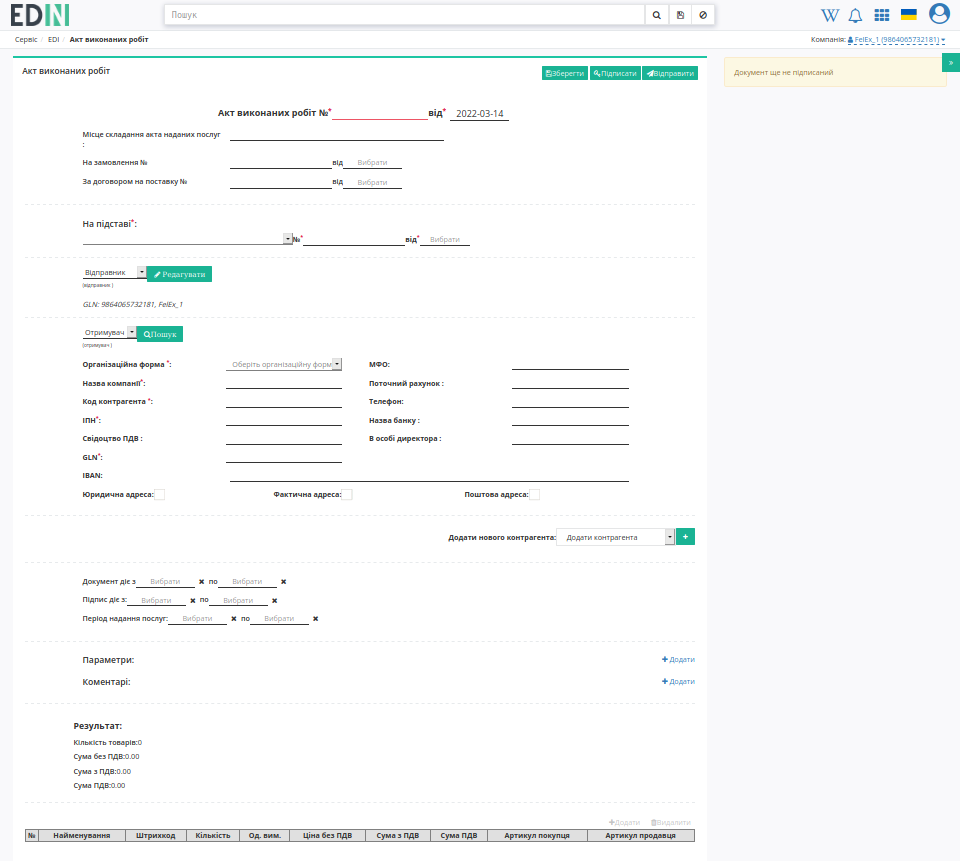 EDIN
Пошук
W
Сервіс / EDI / Акт виконаних робіт
Компанія: FelEx_1 (9864065732181)
»
Акт виконаних робіт
Зберегти Підписати Відправити
Документ ще не підписаний
Акт виконаних робіт №* від* 2022-03-14
Місце складання акта наданих послуг
:
На замовлення № від Вибрати
За договором на поставку № від Вибрати
На підставі*:
№* від* Вибрати
Відправник Редагувати
(відправник )
GLN: 9864065732181, FelEx_1
Отримувач Пошук
(отримувач )
Організаційна форма *: Оберіть організаційну форм МФО:
Назва компанії*: Поточний рахунок :
Код контрагента *: Телефон:
ІПН*: Назва банку :
Свідоцтво ПДВ : В особі директора :
GLN*:
IBAN:
Юридична адреса: Фактична адреса: Поштова адреса:
Додати нового контрагента: Додати контрагента +
Документ діє з Вибрати ✖ по Вибрати ✖
Підпис діє з: Вибрати ✖ по Вибрати ✖
Період надання послуг: Вибрати ✖ по Вибрати ✖
Параметри: +Додати
Коментарі: +Додати
Результат:
Кількість товарів:0
Сума без ПДВ:0.00
Сума з ПДВ:0.00
Сума ПДВ:0.00
+Додати Видалити
№ Найменування Штрихкод Кількість Од. вим. Ціна без ПДВ Сума з ПДВ Сума ПДВ Артикул покупця Артикул продавця